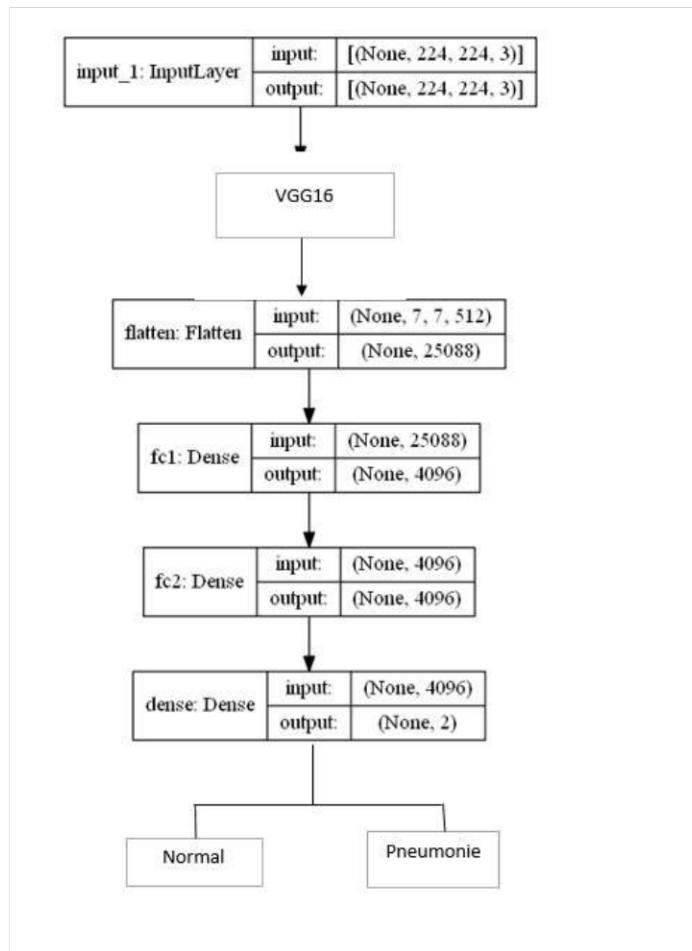 input_1: InputLayer
input: [(None, 224, 224, 3)]
output: [(None, 224, 224, 3)]
VGG16
flatten: Flatten
input: (None, 7, 7, 512)
output: (None, 25088)
fc1: Dense
input: (None, 25088)
output: (None, 4096)
fc2: Dense
input: (None, 4096)
output: (None, 4096)
dense: Dense
input: (None, 4096)
output: (None, 2)
Normal
Pneumonie